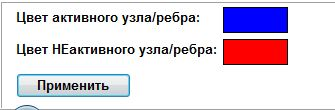 Цвет активного узла/ребра:
Цвет НЕактивного узла/ребра:
Применить